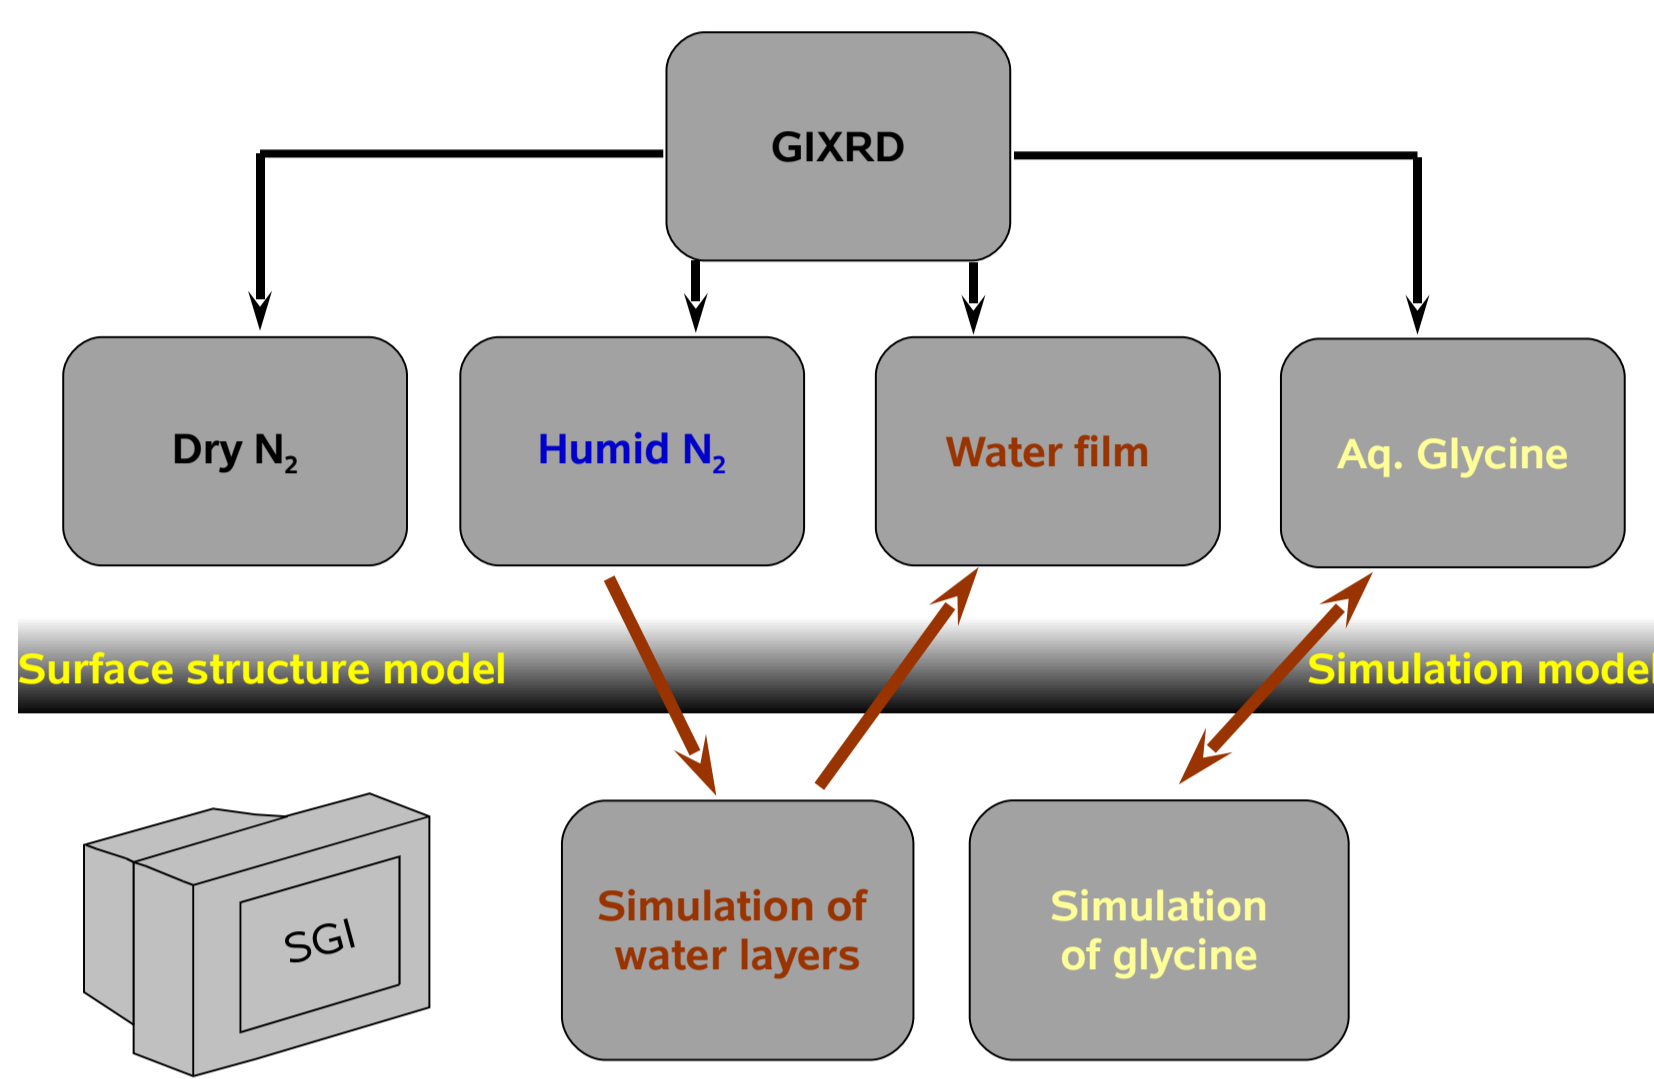 GIXRD
Dry N₂
Humid N₂
Water film
Aq. Glycine
Surface structure model
Simulation model
SGI
Simulation of
water layers
Simulation
of glycine